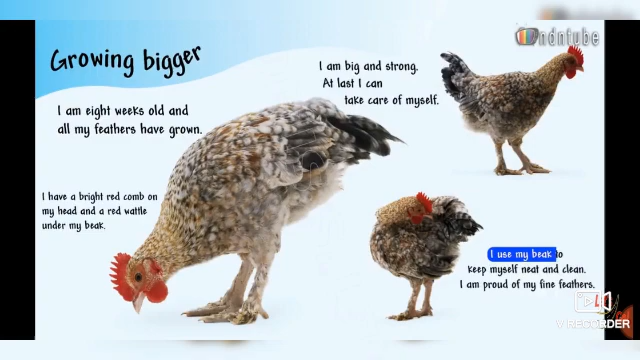 Growing bigger
I am eight weeks old and
all my feathers have grown.
I have a bright red comb on
my head and a red wattle
under my beak.
I am big and strong.
At last I can
take care of myself.
I use my beak to
keep myself neat and clean.
I am proud of my fine feathers.
ndntube
VIRECORDER